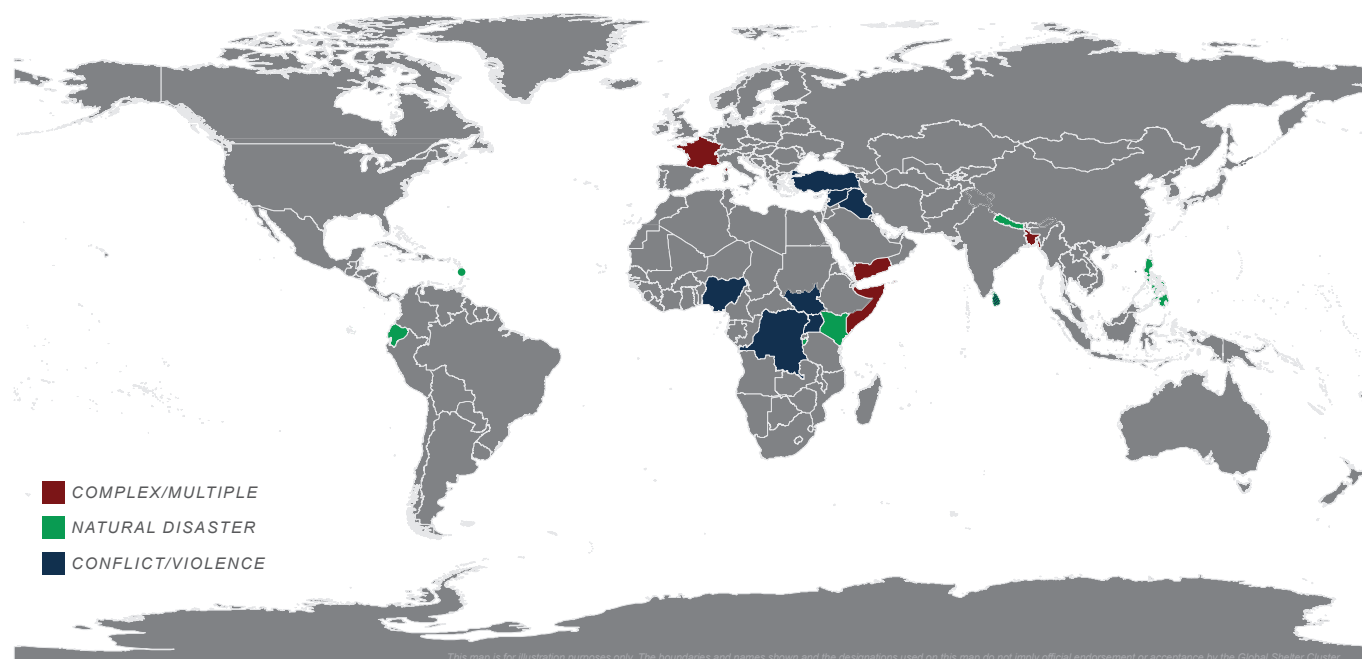 COMPLEX/MULTIPLE
NATURAL DISASTER
CONFLICT/VIOLENCE
This map is for illustration purposes only. The boundaries and names shown and the designations used on this map do not imply official endorsement or acceptance by the Global Shelter Cluster